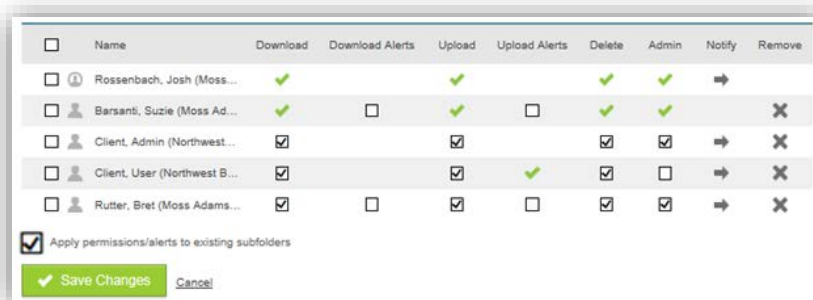 Name Download Download Alerts Upload Upload Alerts Delete Admin Notify Remove
Rossenbach, Josh (Moss...
Barsanti, Suzie (Moss Ad...
Client, Admin (Northwest...
Client, User (Northwest B...
Rutter, Bret (Moss Adams...
Apply permissions/alerts to existing subfolders
Save Changes Cancel